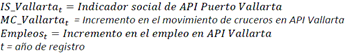 IS_Vallarta_t = Indicador social de API Puerto Vallarta
MC_Vallarta_t = Incremento en el movimiento de cruceros en API Vallarta
Empleos_t = Incremento en el empleo en API Vallarta
t = año de registro